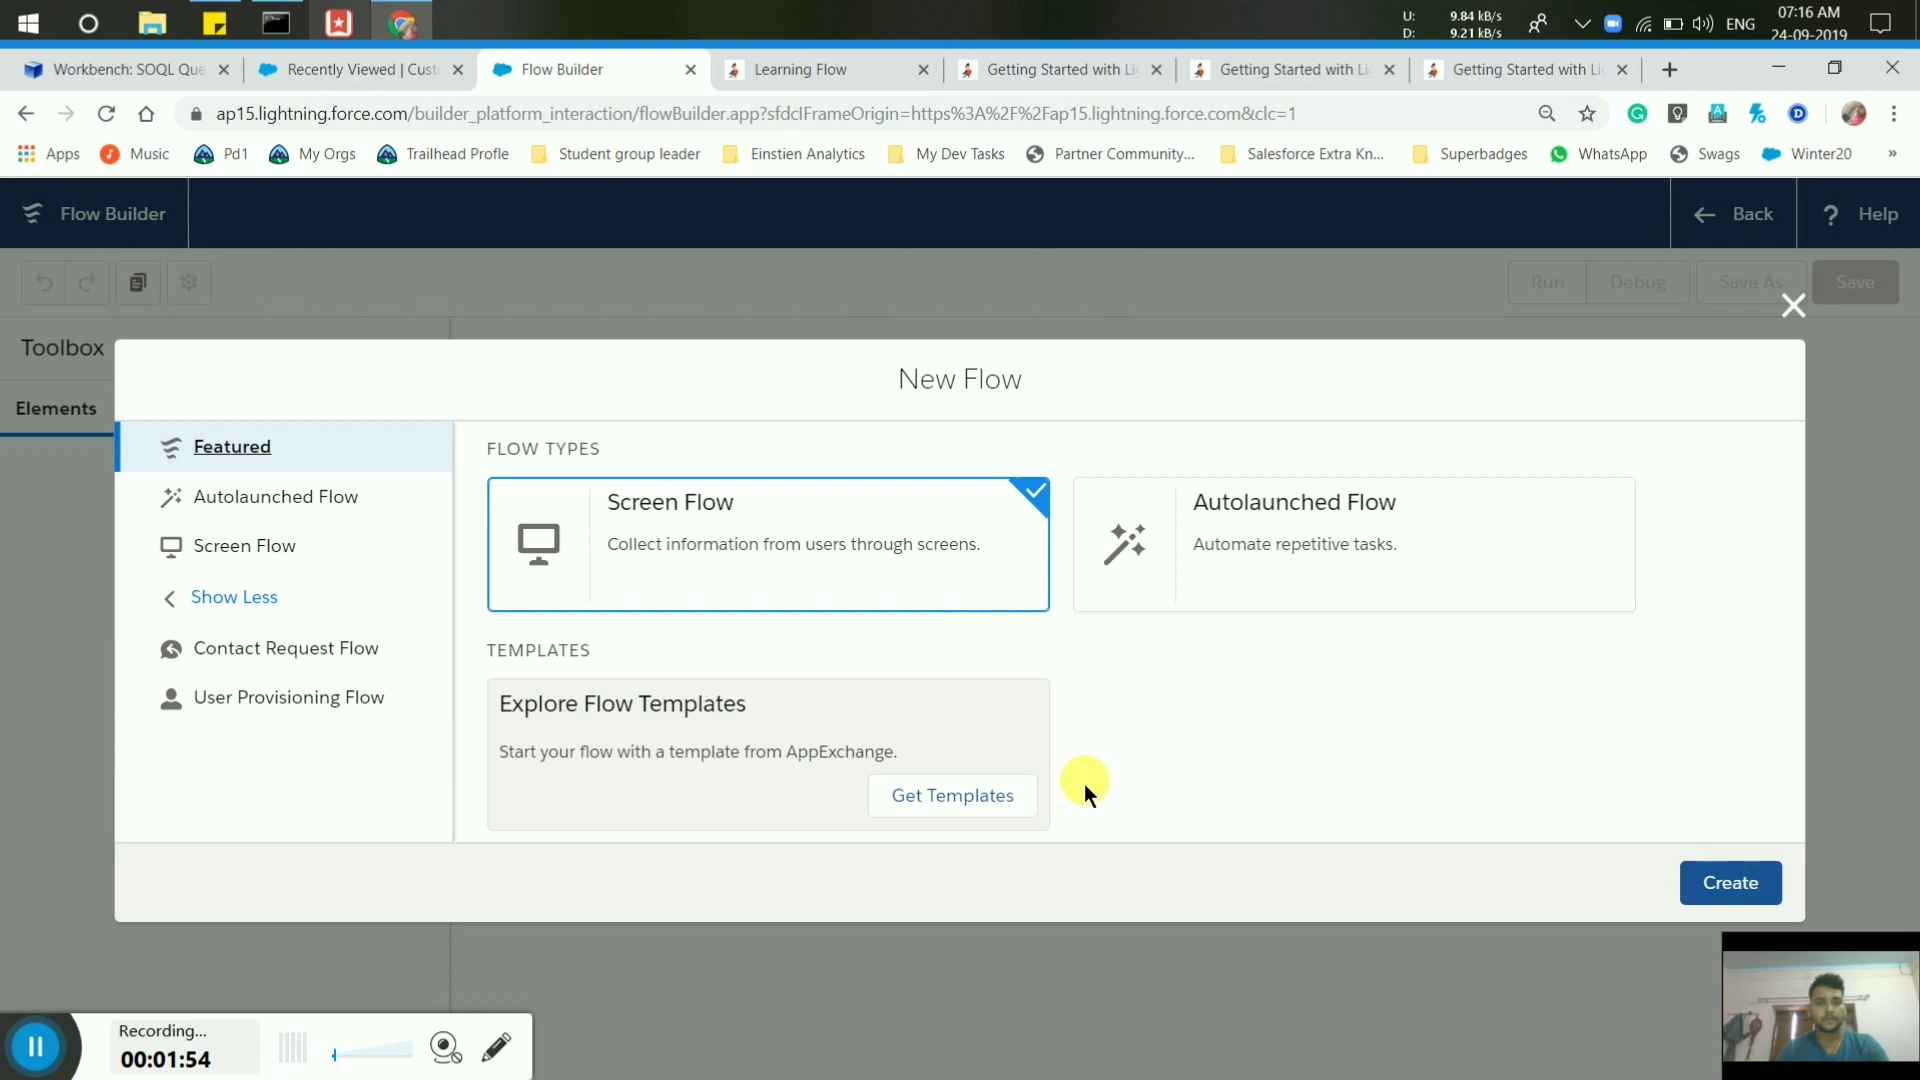 U: 9.84 kB/s
D: 9.21 kB/s
ENG
07:16 AM
24-09-2019
Workbench: SOQL Que
Recently Viewed | Cust
Flow Builder
Learning Flow
Getting Started with Li
Getting Started with Li
Getting Started with Li
ap15.lightning.force.com/builder_platform_interaction/flowBuilder.app?sfdcIFrameOrigin=https%3A%2F%2Fap15.lightning.force.com&clc=1
Apps
Music
Pd1
My Orgs
Trailhead Profle
Student group leader
Einstien Analytics
My Dev Tasks
Partner Community...
Salesforce Extra Kn...
Superbadges
WhatsApp
Swags
Winter20
»
Flow Builder
Back
? Help
Run
Debug
Save As
Save
Toolbox
Elements
New Flow
Featured
Autolaunched Flow
Screen Flow
Show Less
Contact Request Flow
User Provisioning Flow
FLOW TYPES
Screen Flow
Collect information from users through screens.
Autolaunched Flow
Automate repetitive tasks.
TEMPLATES
Explore Flow Templates
Start your flow with a template from AppExchange.
Get Templates
Create
Recording...
00:01:54